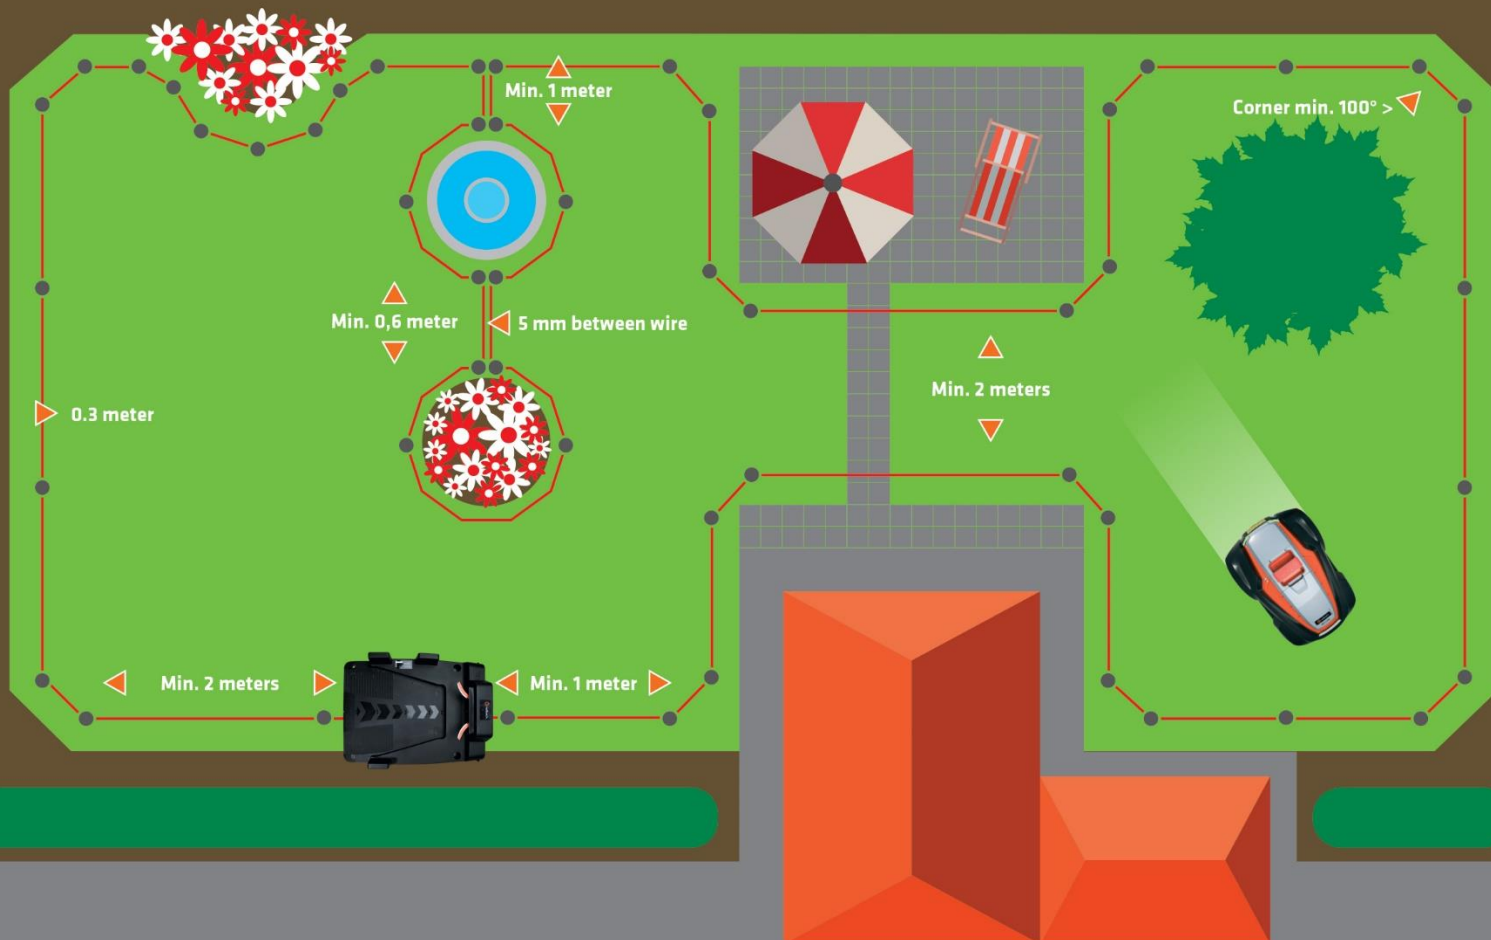 Min. 1 meter
Corner min. 100° >
Min. 0,6 meter
5 mm between wire
Min. 2 meters
0.3 meter
Min. 2 meters
Min. 1 meter